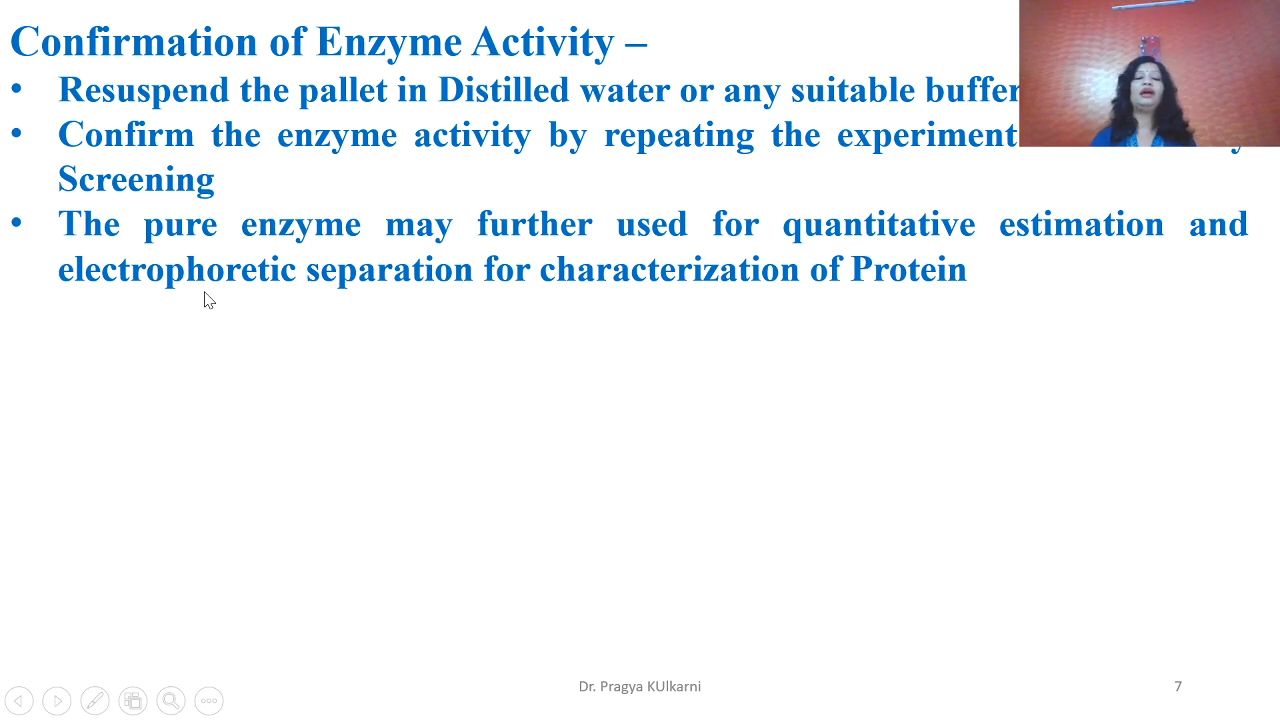 Confirmation of Enzyme Activity –
• Resuspend the pallet in Distilled water or any suitable buffer
• Confirm the enzyme activity by repeating the experiment
Screening
• The pure enzyme may further used for quantitative estimation and
electrophoretic separation for characterization of Protein
Dr. Pragya KUlkarni
7